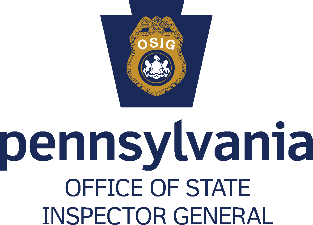 OSIG
pennsylvania
OFFICE OF STATE
INSPECTOR GENERAL